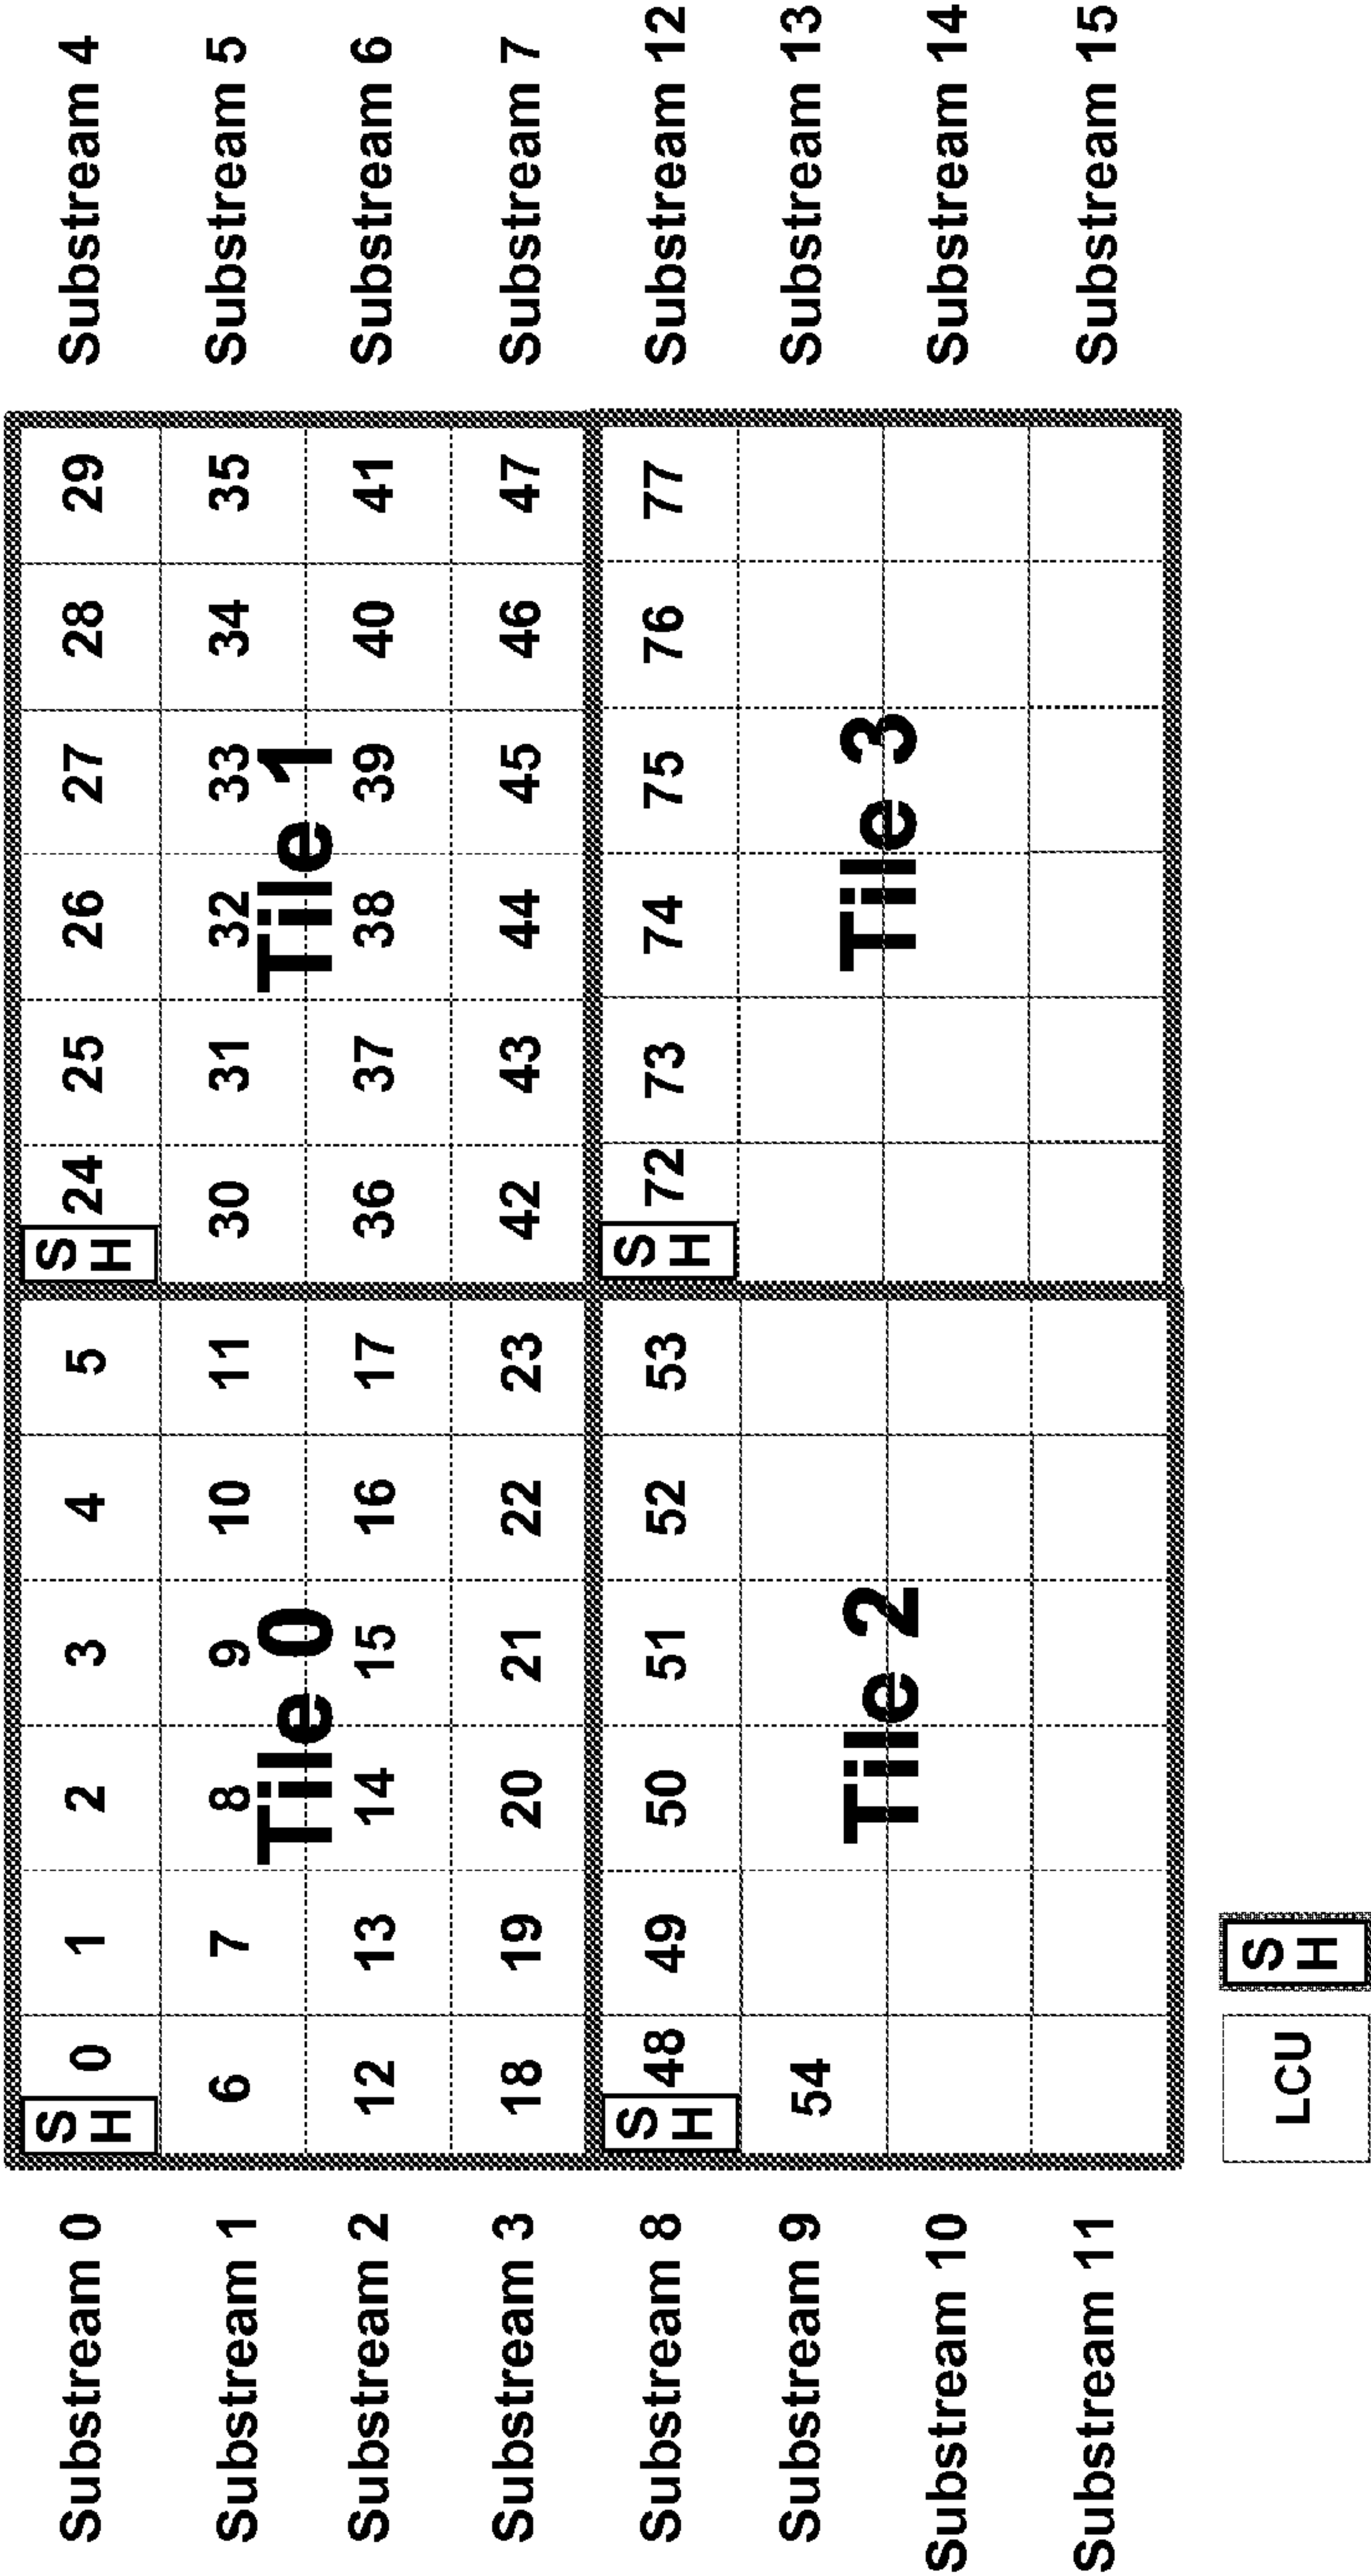 Substream 0 SH 0 1 2 3 4 5 SH 24 25 26 27 28 29 Substream 4
Substream 1 6 7 8 9 10 11 30 31 32 33 34 35 Substream 5
Tile 0 Tile 1
Substream 2 12 13 14 15 16 17 36 37 38 39 40 41 Substream 6
Substream 3 18 19 20 21 22 23 42 43 44 45 46 47 Substream 7
Substream 8 SH 48 49 50 51 52 53 SH 72 73 74 75 76 77 Substream 12
Substream 9 54 Substream 13
Tile 2 Tile 3
Substream 10 Substream 14
Substream 11 Substream 15
LCU SH